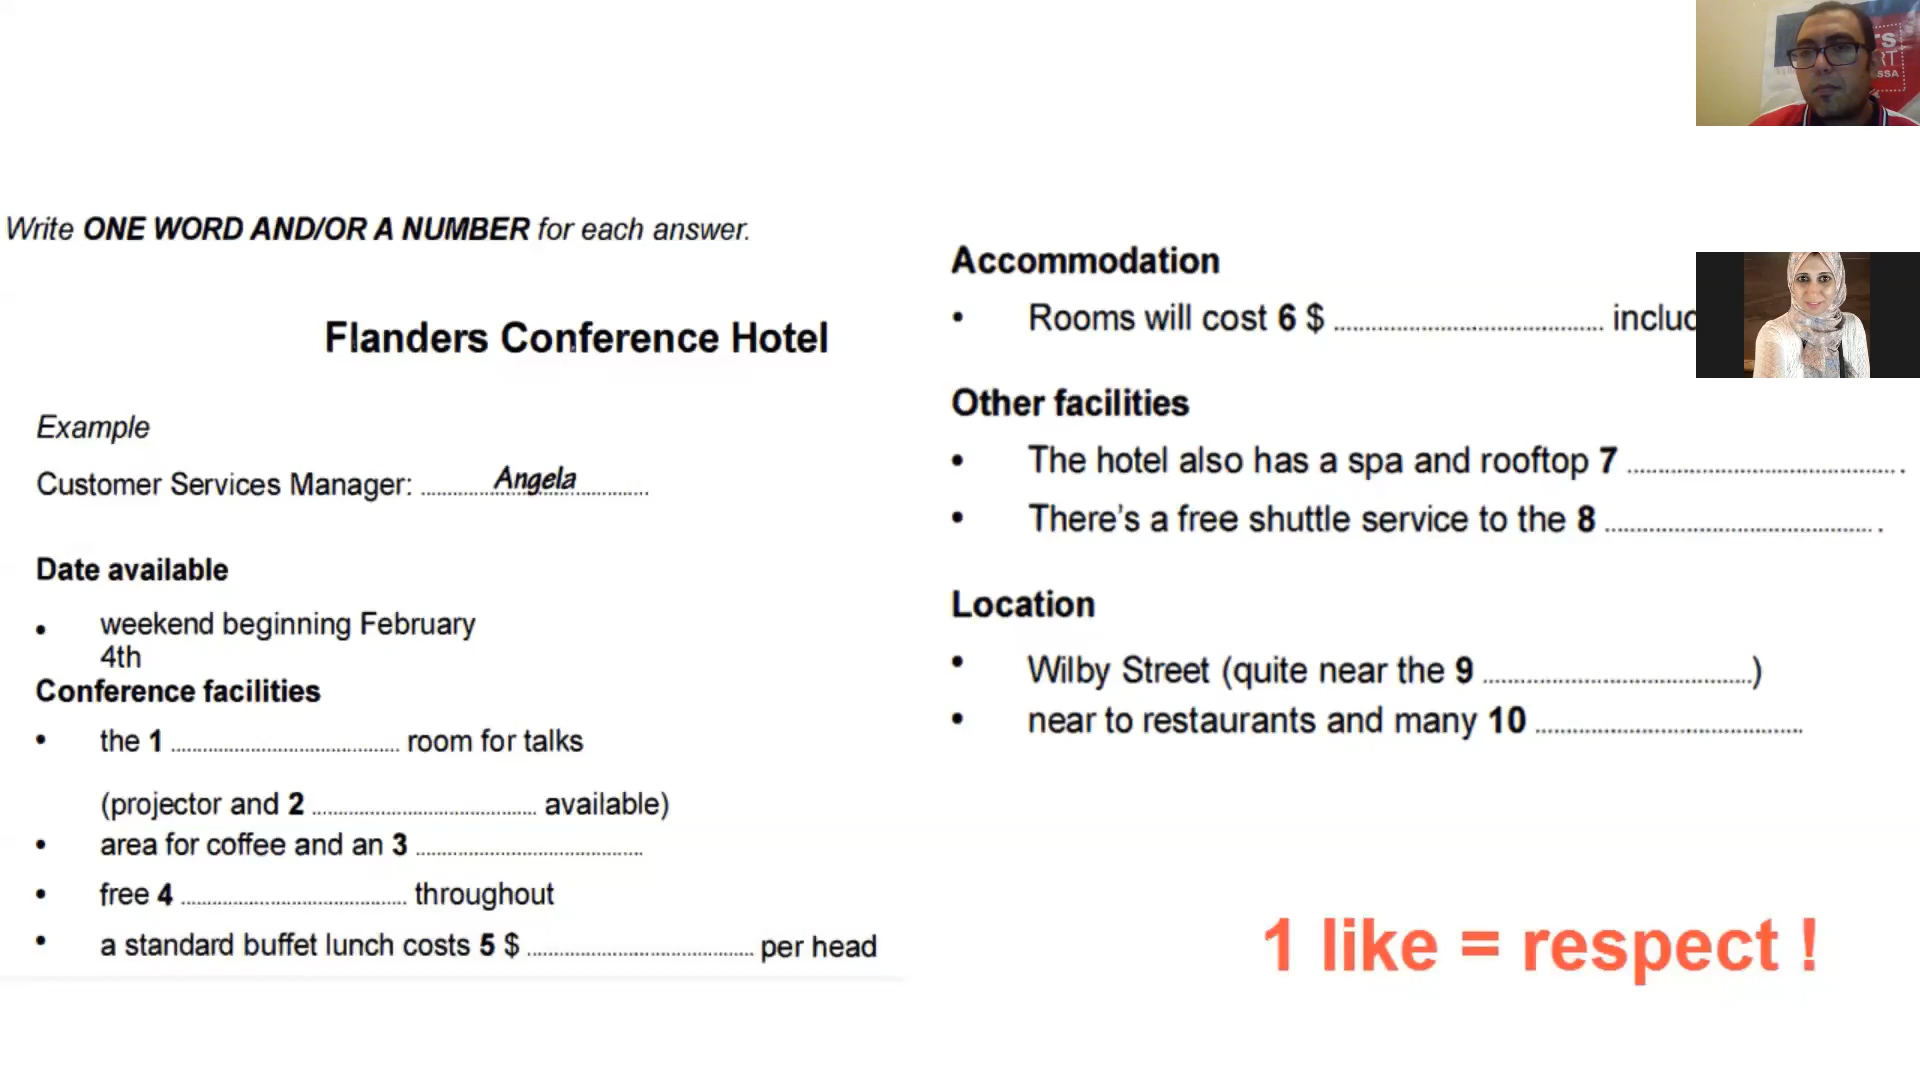 Write ONE WORD AND/OR A NUMBER for each answer.
Flanders Conference Hotel
Example
Customer Services Manager: Angela
Date available
• weekend beginning February
4th
Conference facilities
• the 1 ........ room for talks
(projector and 2 ........ available)
• area for coffee and an 3 ........
• free 4 ........ throughout
• a standard buffet lunch costs 5 $ ........ per head
Accommodation
• Rooms will cost 6 $ ........
Other facilities
• The hotel also has a spa and rooftop 7 ........ .
• There's a free shuttle service to the 8 ........ .
Location
• Wilby Street (quite near the 9 ........)
• near to restaurants and many 10 ........
1 like = respect !